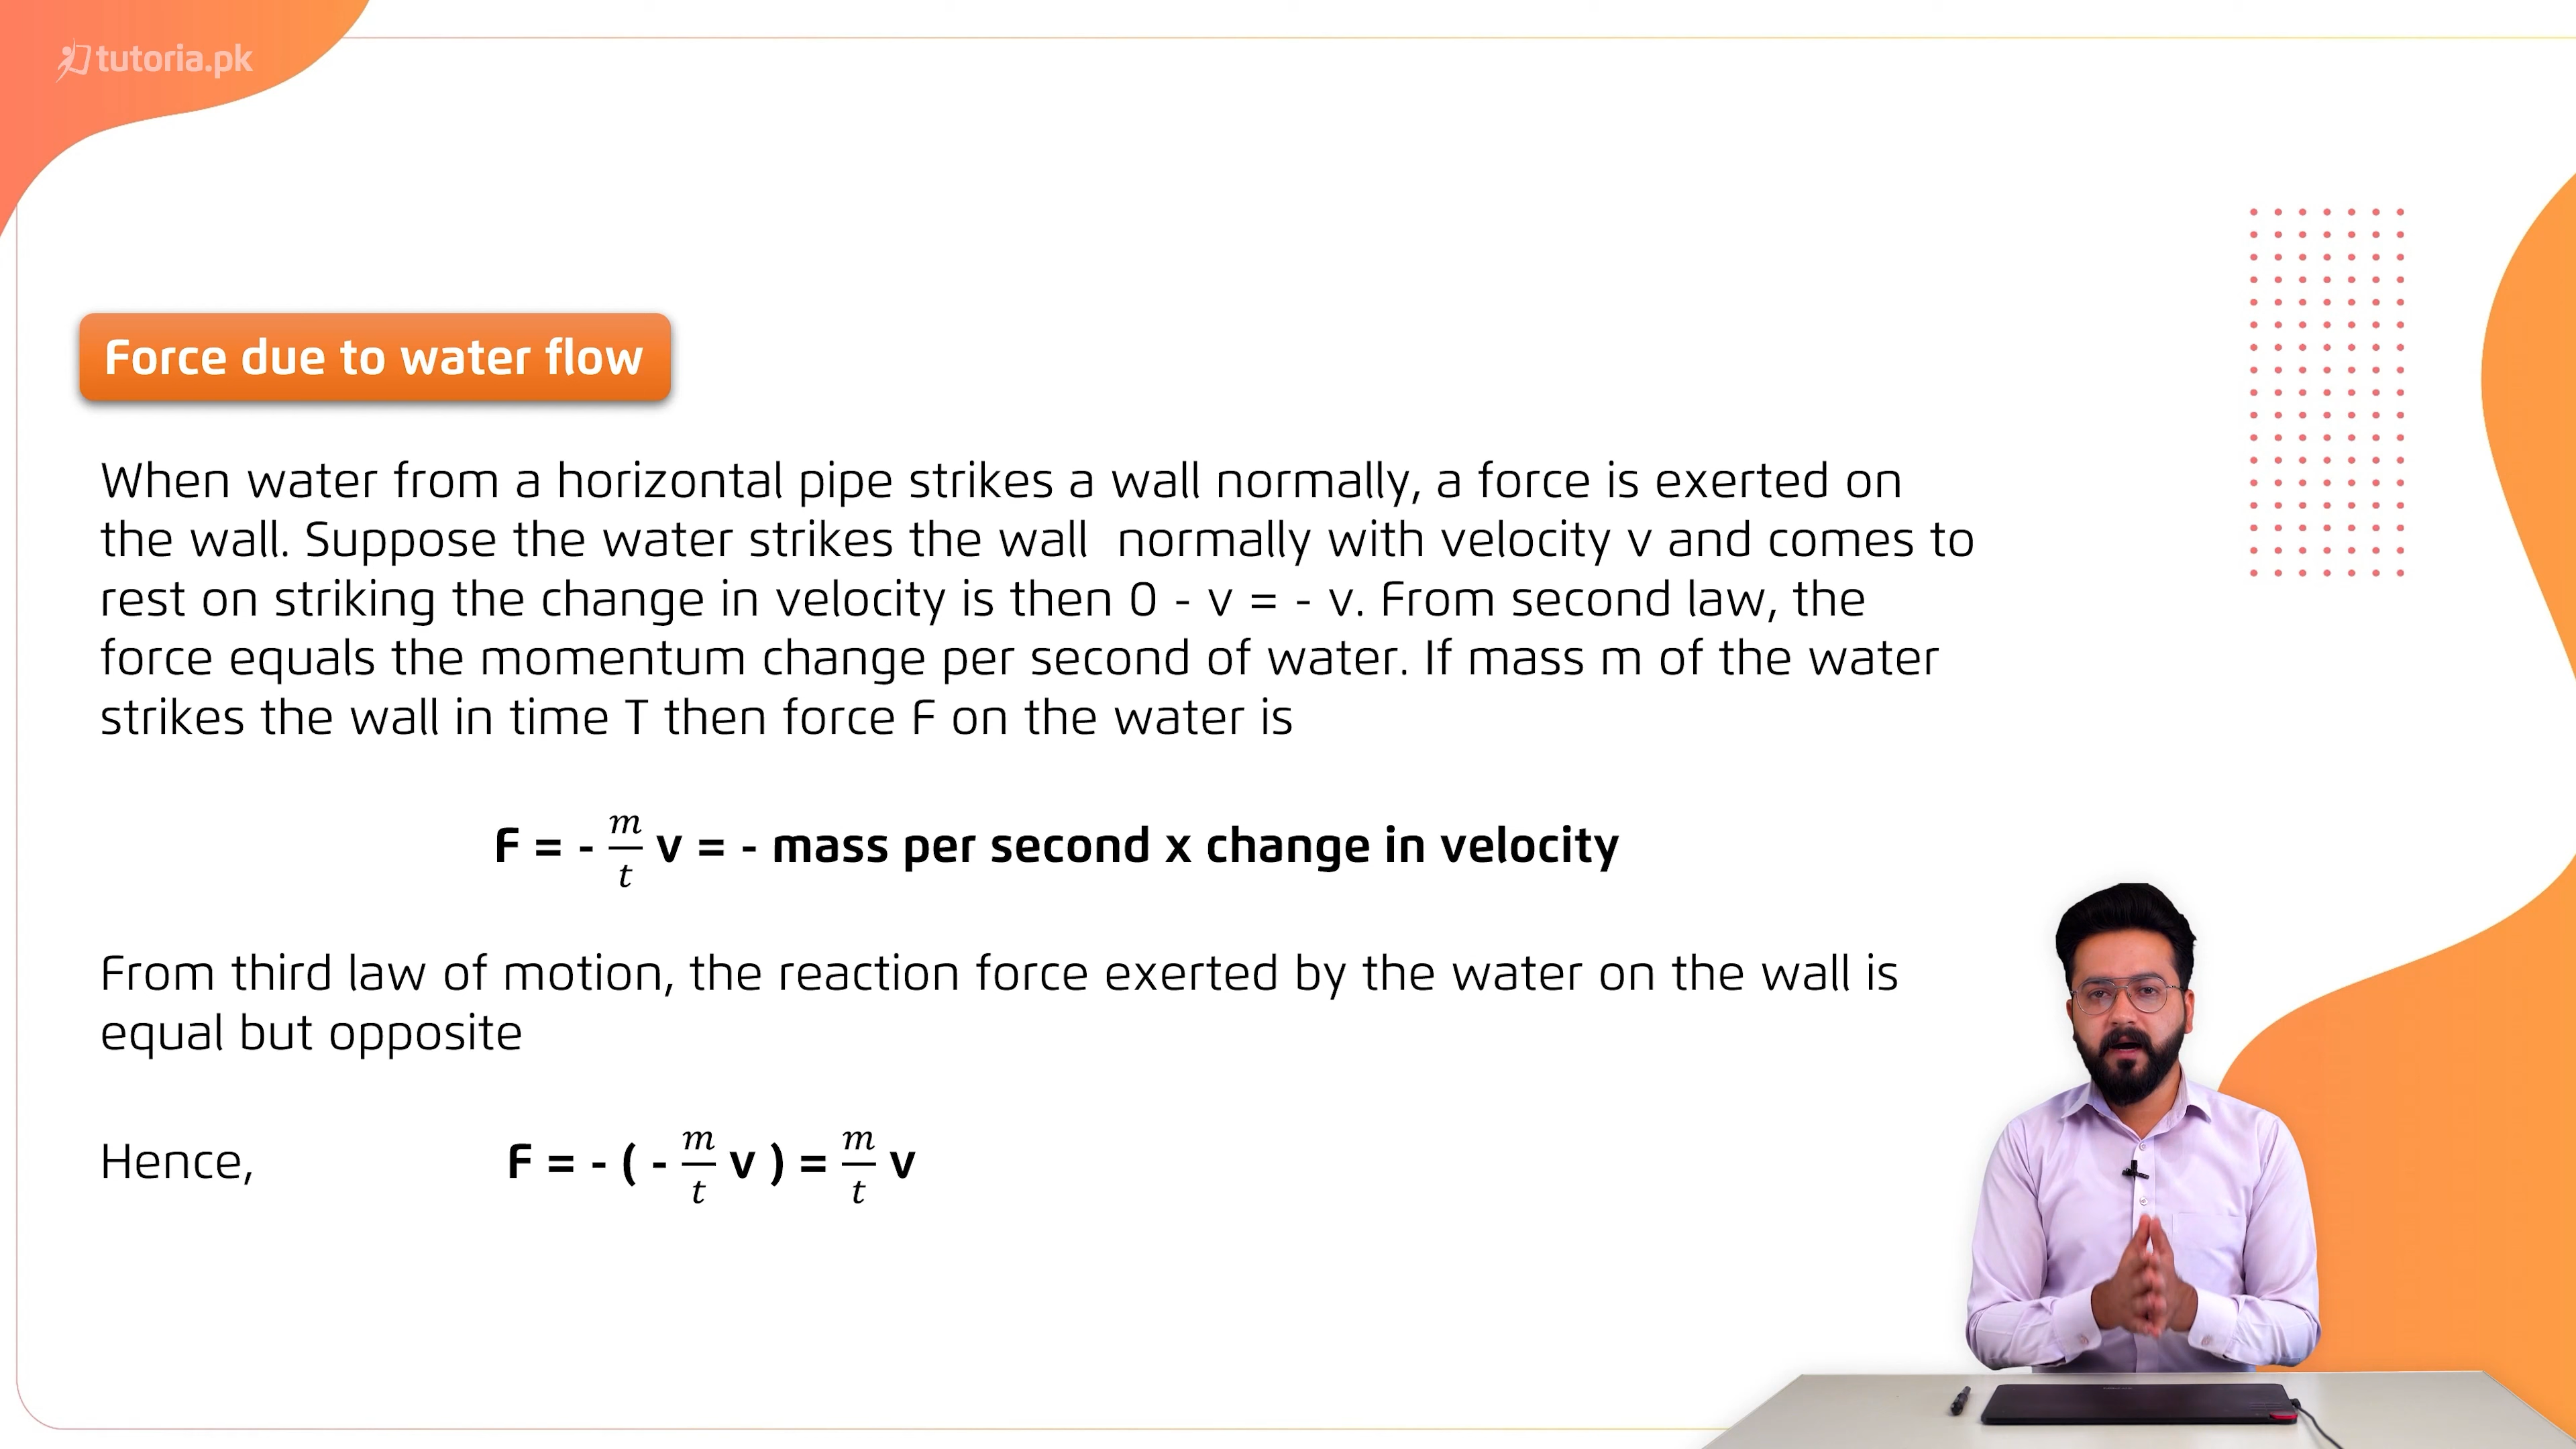 tutoria.pk
Force due to water flow
When water from a horizontal pipe strikes a wall normally, a force is exerted on
the wall. Suppose the water strikes the wall  normally with velocity v and comes to
rest on striking the change in velocity is then 0 - v = - v. From second law, the
force equals the momentum change per second of water. If mass m of the water
strikes the wall in time T then force F on the water is
F = - m/t v = - mass per second x change in velocity
From third law of motion, the reaction force exerted by the water on the wall is
equal but opposite
Hence, F = - ( - m/t v ) = m/t v